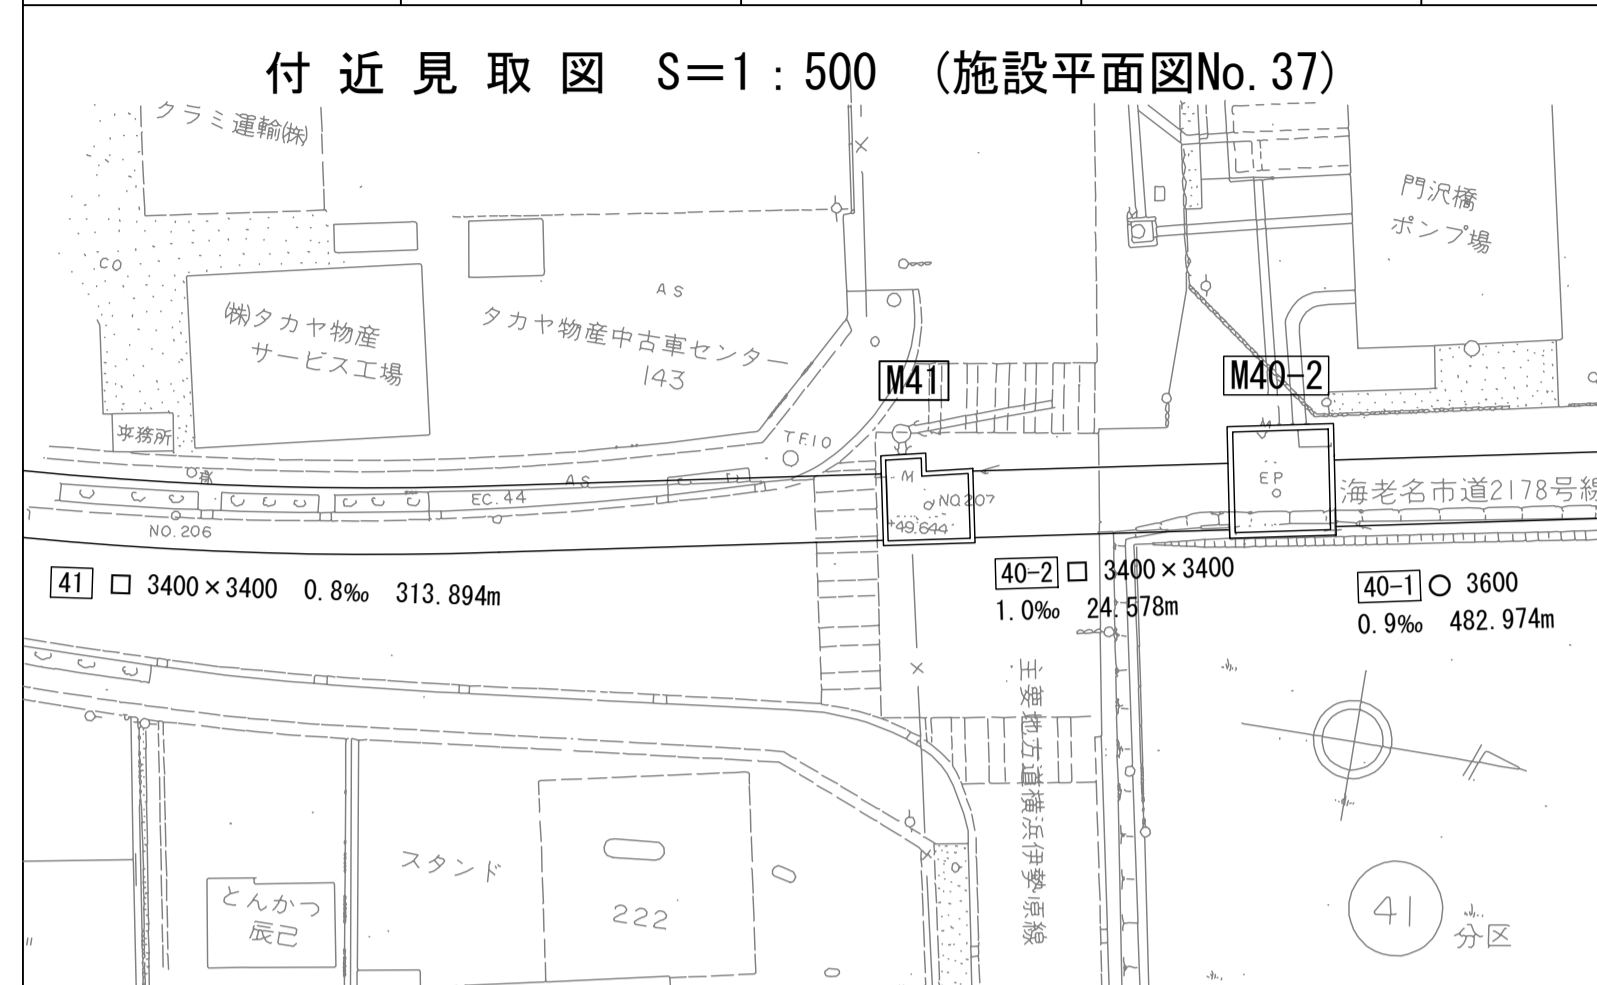 付近見取図 S=1:500 (施設平面図No.37)
クラミ運輸㈱
門沢橋
ポンプ場
CO
AS
㈱タカヤ物産
サービス工場
タカヤ物産中古車センター
143
M41
M40-2
事務所
T.F.10
AS
EC.44
NO.206
M
NO.207
49.644
M
EP
海老名市道2178号線
41 □ 3400×3400 0.8‰ 313.894m
40-2 □ 3400×3400
1.0‰ 24.578m
40-1 ○ 3600
0.9‰ 482.974m
主要地方道横浜伊勢原線
スタンド
222
とんかつ
辰己
41
分区